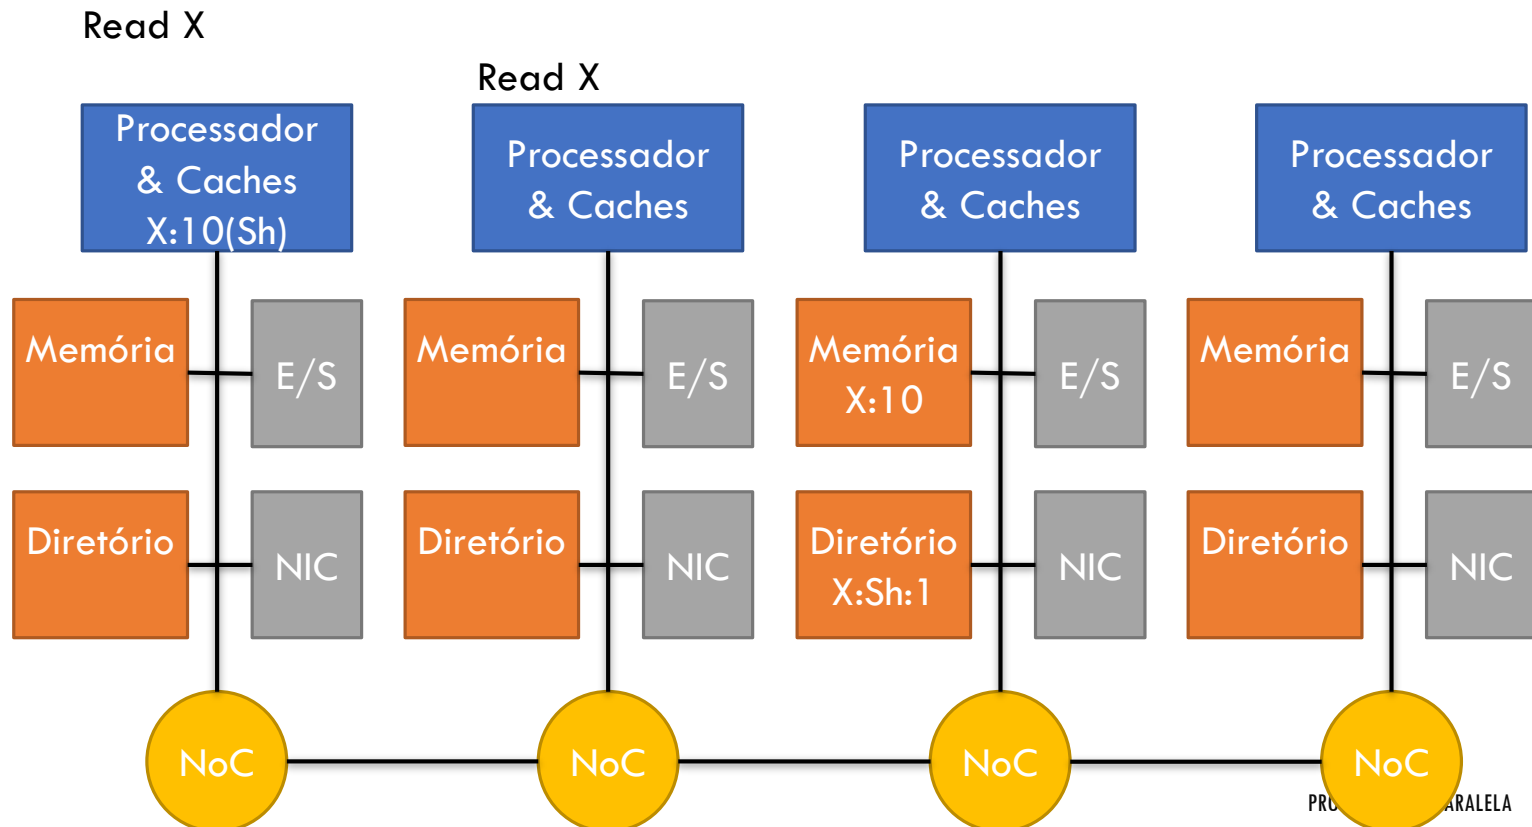 Read X
Read X
Processador
& Caches
X:10(Sh)
Processador
& Caches
Processador
& Caches
Processador
& Caches
Memória
E/S
Memória
E/S
Memória
X:10
E/S
Memória
E/S
Diretório
NIC
Diretório
NIC
Diretório
X:Sh:1
NIC
Diretório
NIC
NoC
NoC
NoC
NoC